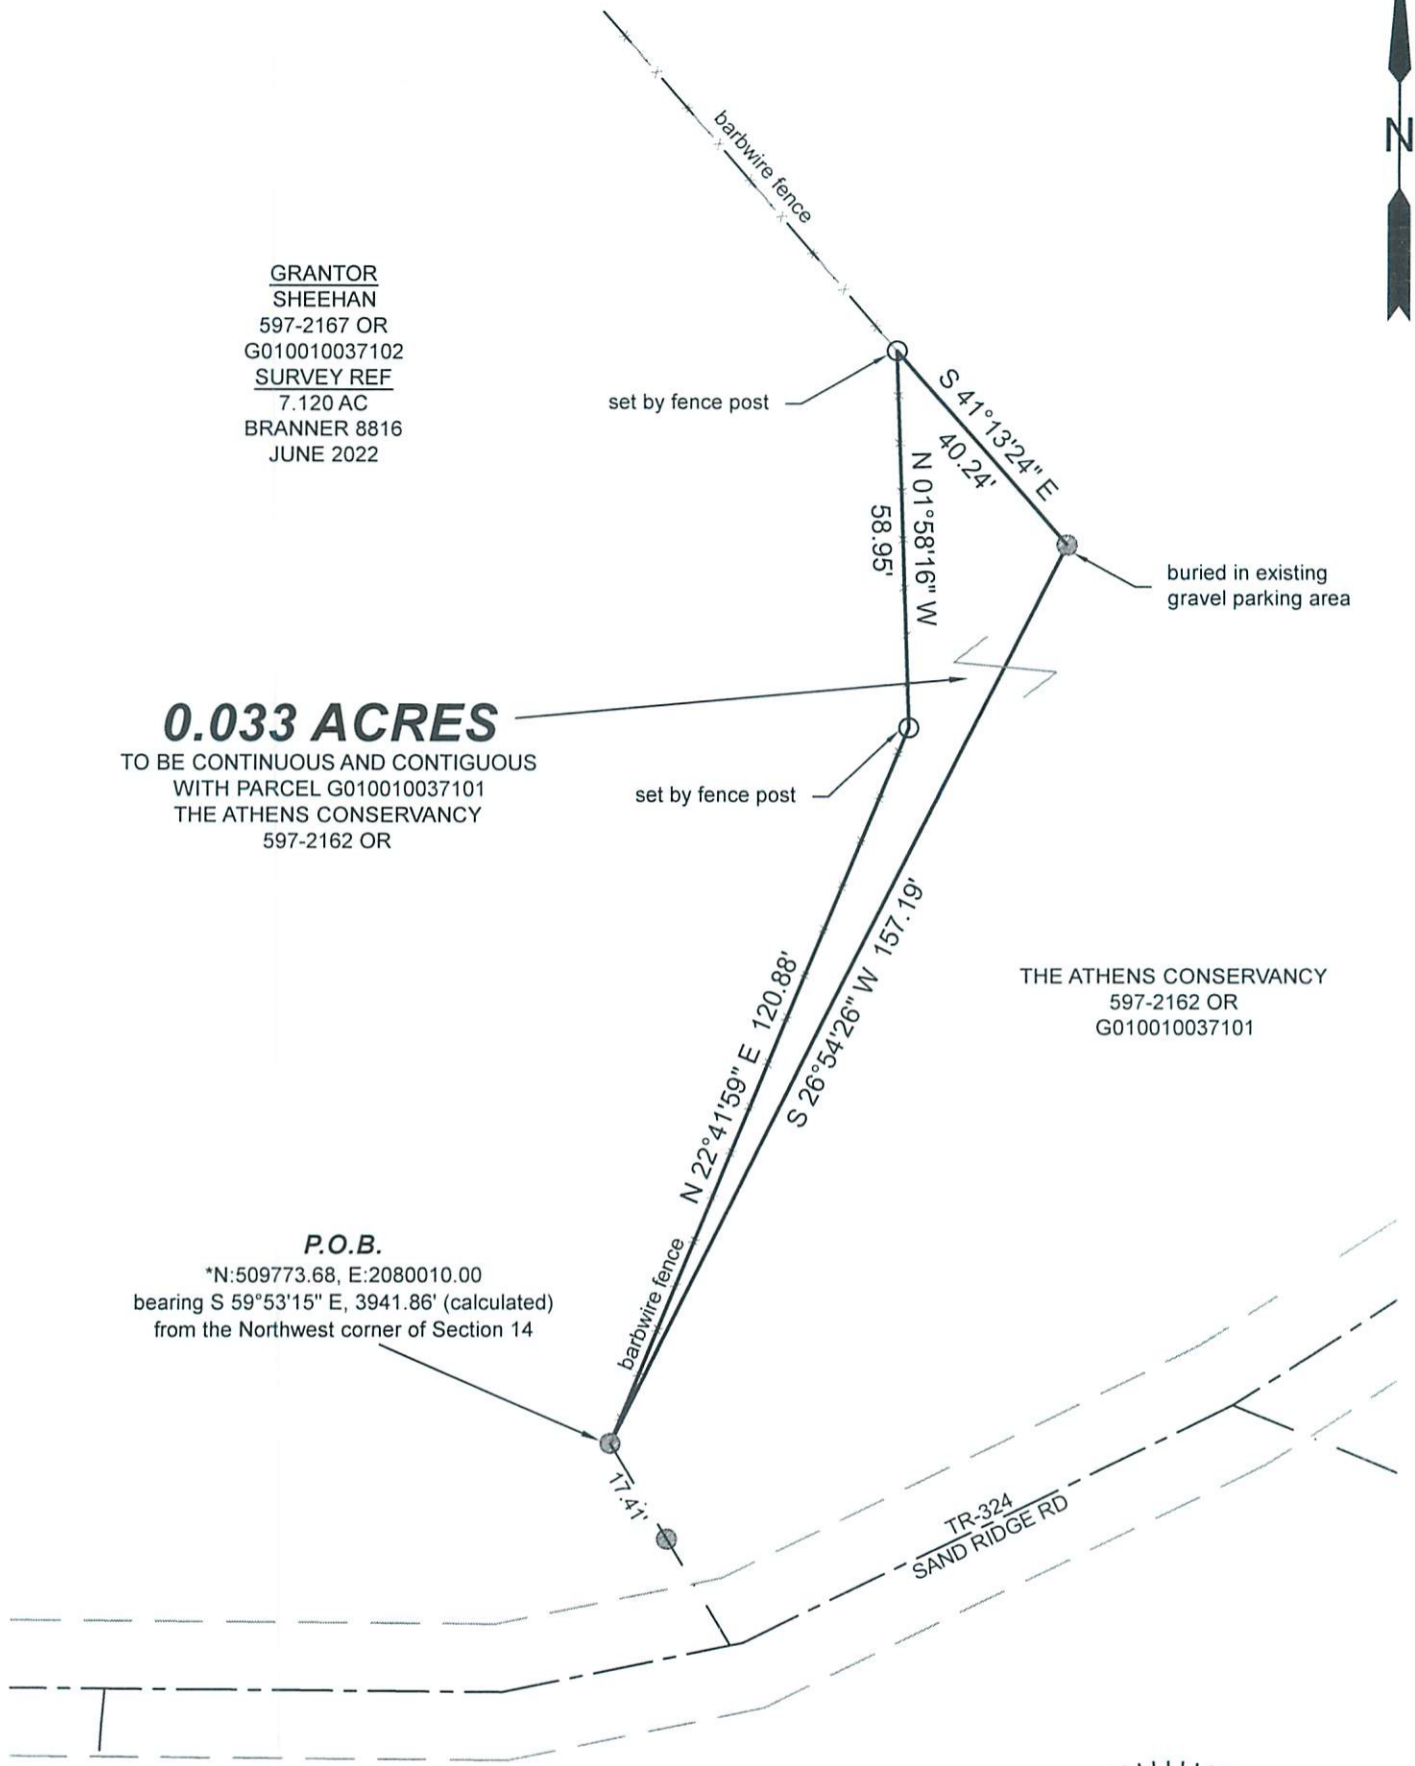 barbwire fence
N
GRANTOR
SHEEHAN
597-2167 OR
G010010037102
SURVEY REF
7.120 AC
BRANNER 8816
JUNE 2022
set by fence post
S 41°13'24" E
40.24'
N 01°58'16" W
58.95'
buried in existing
gravel parking area
0.033 ACRES
TO BE CONTINUOUS AND CONTIGUOUS
WITH PARCEL G010010037101
THE ATHENS CONSERVANCY
597-2162 OR
set by fence post
S 26°54'26" W 157.19'
N 22°41'59" E 120.88'
THE ATHENS CONSERVANCY
597-2162 OR
G010010037101
P.O.B.
*N:509773.68, E:2080010.00
bearing S 59°53'15" E, 3941.86' (calculated)
from the Northwest corner of Section 14
barbwire fence
17.41'
TR-324
SAND RIDGE RD